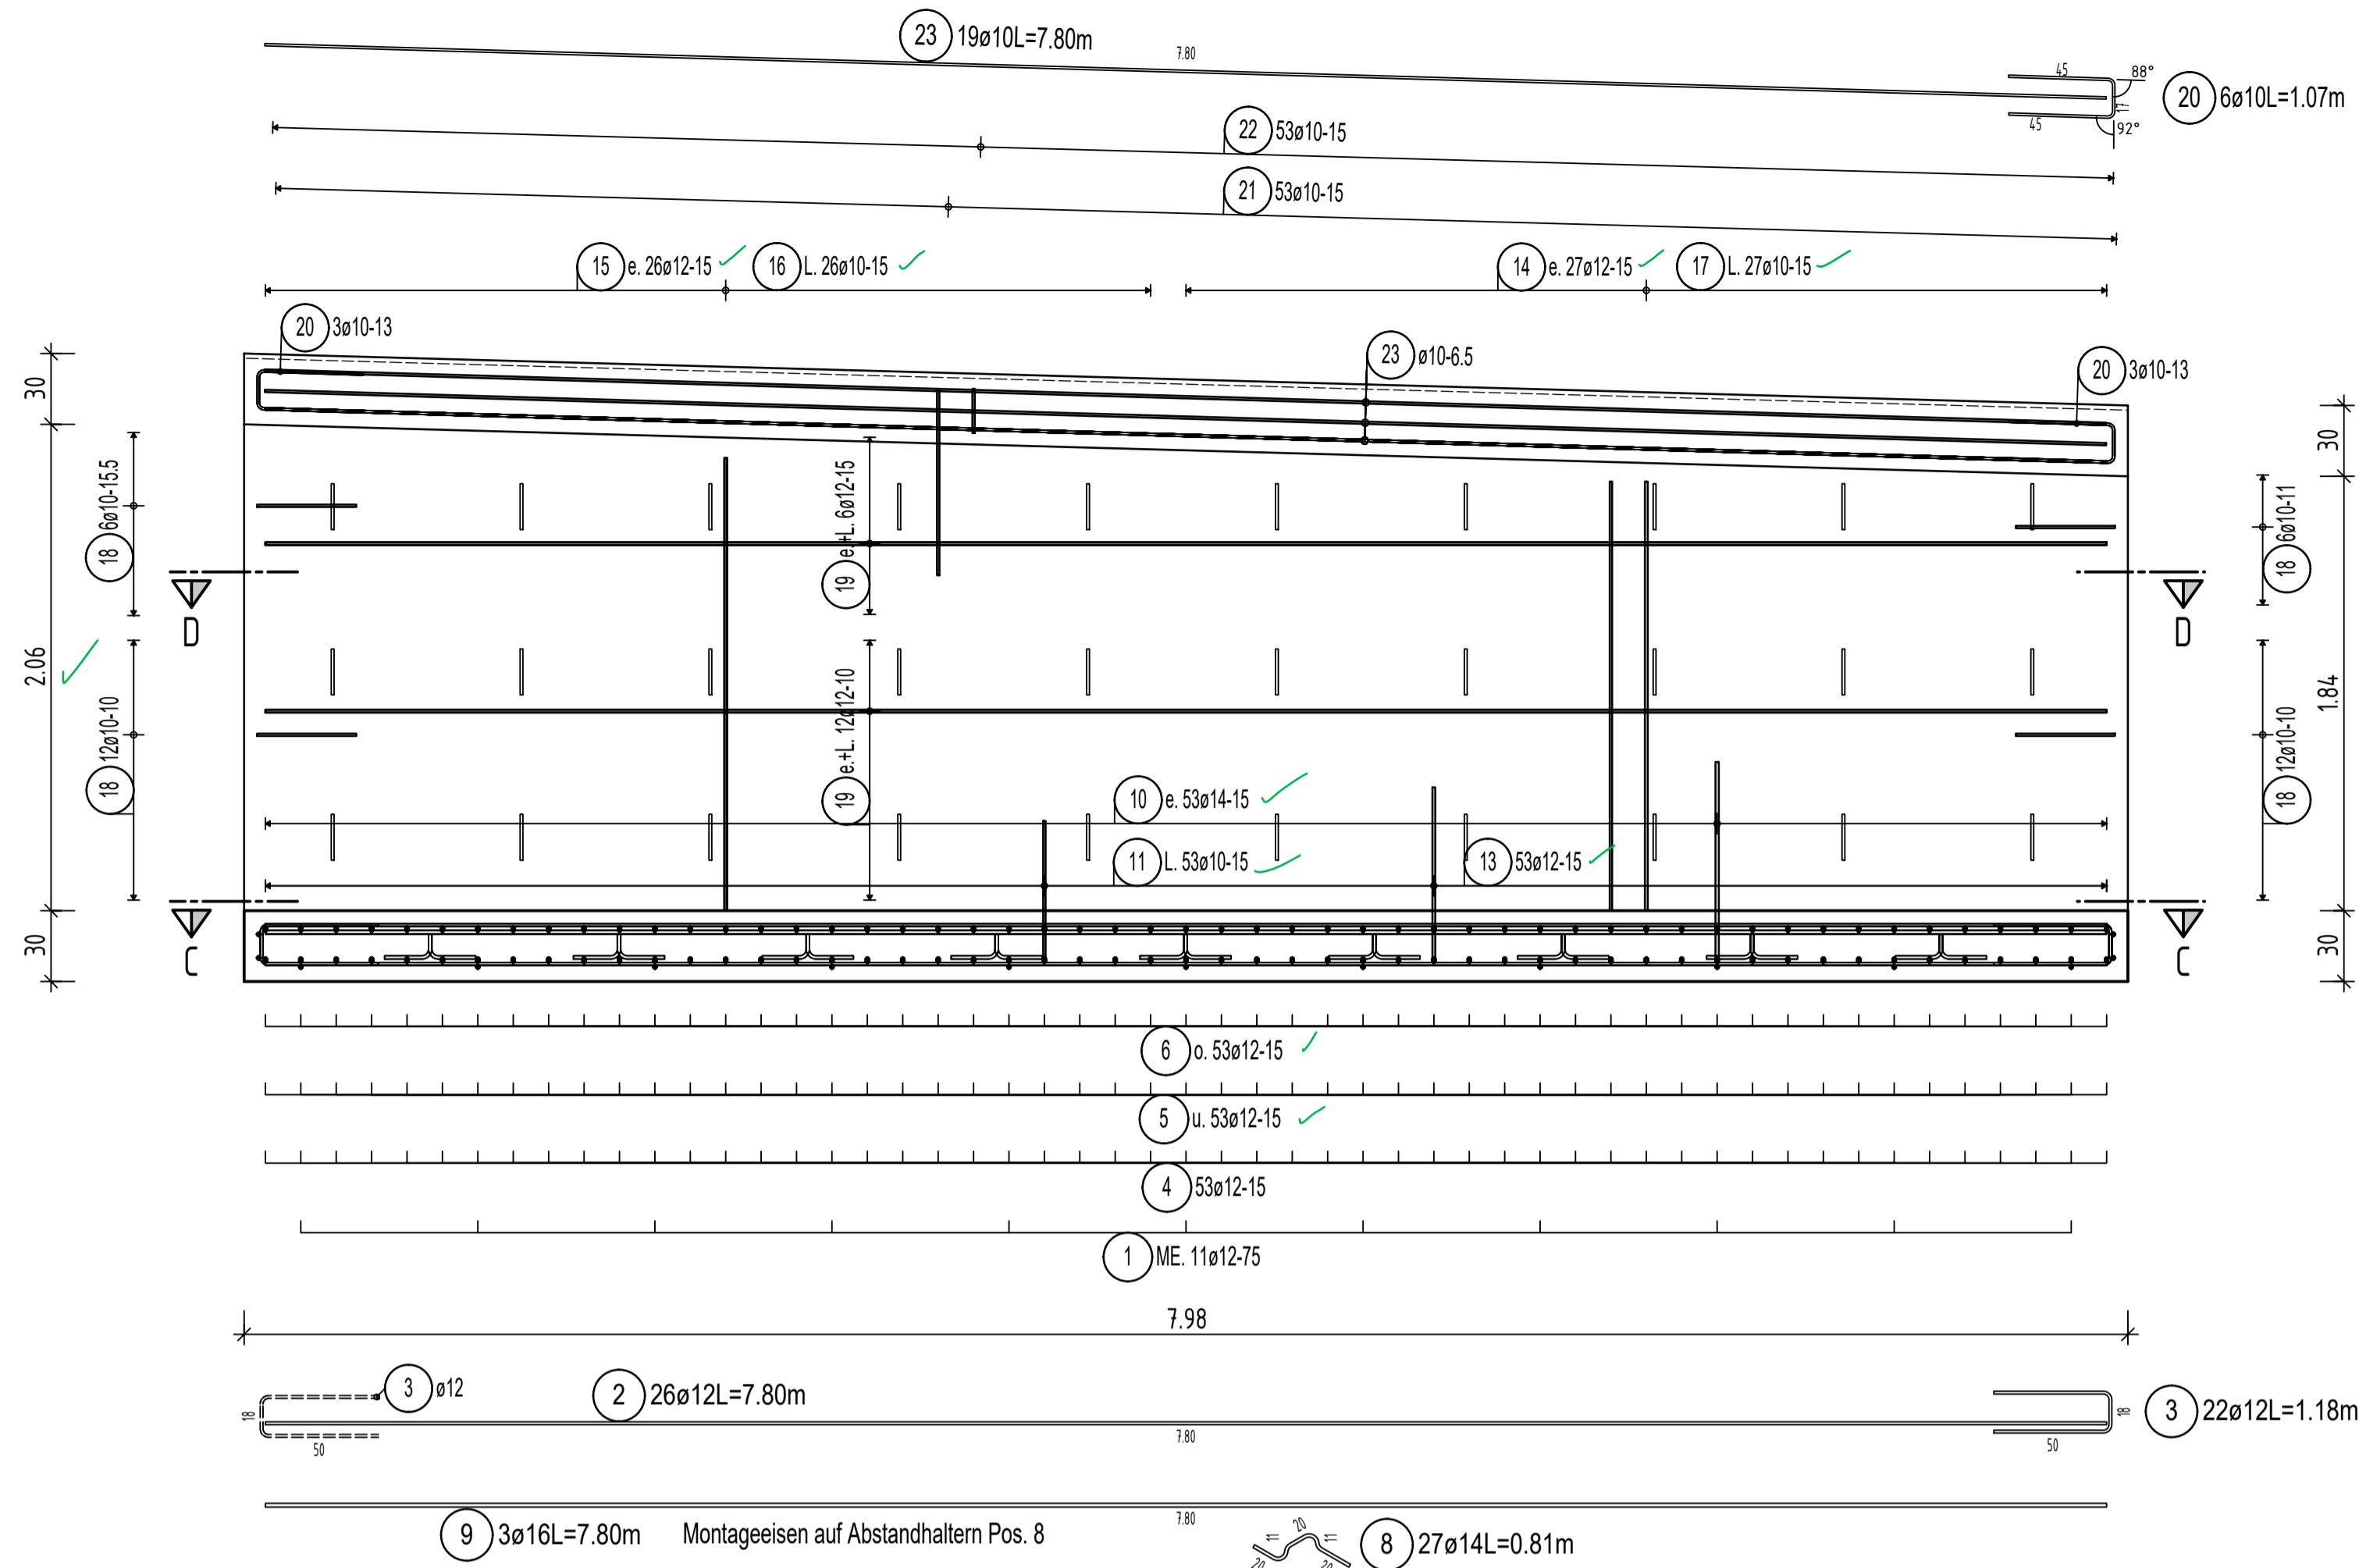 23 19ø10L=7.80m
7.80
45
88°
17
45
92°
20 6ø10L=1.07m
22 53ø10-15
21 53ø10-15
15 e. 26ø12-15
16 L. 26ø10-15
14 e. 27ø12-15
17 L. 27ø10-15
20 3ø10-13
23 ø10-6.5
20 3ø10-13
30
30
18 6ø10-15.5
19 e.+L. 6ø12-15
18 6ø10-11
D
D
2.06
1.84
18 12ø10-10
19 e.+L. 12ø12-10
18 12ø10-10
10 e. 53ø14-15
11 L. 53ø10-15
13 53ø12-15
C
C
30
30
6 o. 53ø12-15
5 u. 53ø12-15
4 53ø12-15
1 ME. 11ø12-75
7.98
3 ø12
2 26ø12L=7.80m
18
50
7.80
18
50
3 22ø12L=1.18m
9 3ø16L=7.80m Montageeisen auf Abstandhaltern Pos. 8
7.80
20
11
20
11
20
8 27ø14L=0.81m